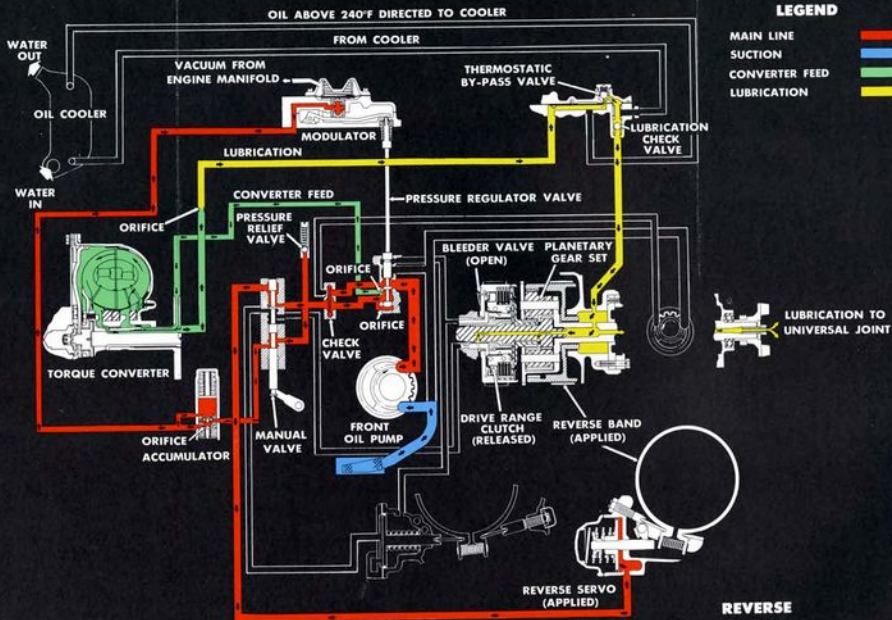 OIL ABOVE 240°F DIRECTED TO COOLER
LEGEND
WATER
OUT
FROM COOLER
MAIN LINE
SUCTION
CONVERTER FEED
LUBRICATION
VACUUM FROM
ENGINE MANIFOLD
THERMOSTATIC
BY-PASS VALVE
OIL COOLER
MODULATOR
LUBRICATION
CHECK
VALVE
LUBRICATION
WATER
IN
CONVERTER FEED
PRESSURE REGULATOR VALVE
ORIFICE
PRESSURE
RELIEF
VALVE
BLEEDER VALVE
(OPEN)
PLANETARY
GEAR SET
ORIFICE
ORIFICE
LUBRICATION TO
UNIVERSAL JOINT
CHECK
VALVE
TORQUE CONVERTER
FRONT
OIL PUMP
DRIVE RANGE
CLUTCH
(RELEASED)
REVERSE BAND
(APPLIED)
MANUAL
VALVE
ORIFICE
ACCUMULATOR
REVERSE SERVO
(APPLIED)
REVERSE